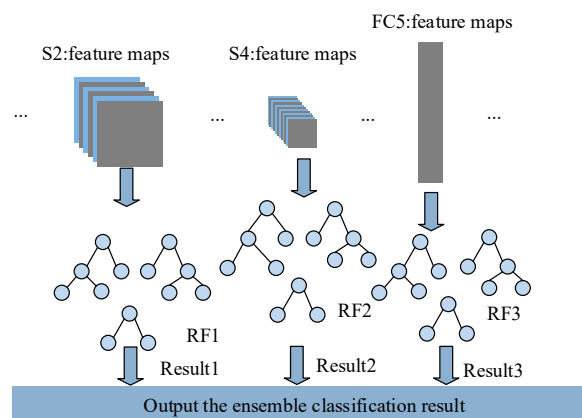 S2:feature maps
S4:feature maps
FC5:feature maps
...
...
...
...
RF1
RF2
RF3
Result1
Result2
Result3
Output the ensemble classification result